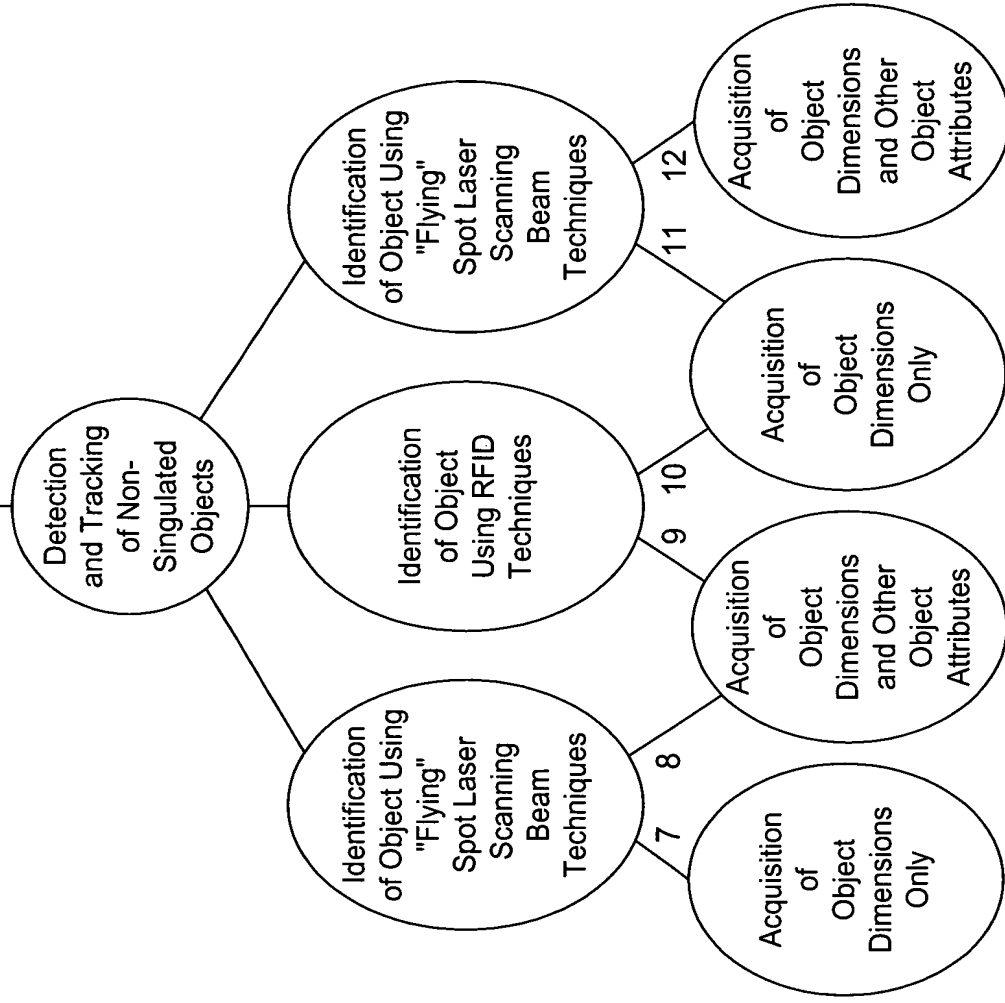 Detection
and Tracking
of Non-
Singulated
Objects
Identification
of Object Using
"Flying"
Spot Laser
Scanning
Beam
Techniques
Identification
of Object
Using RFID
Techniques
Identification
of Object Using
"Flying"
Spot Laser
Scanning
Beam
Techniques
7
8
9
10
11
12
Acquisition
of
Object
Dimensions
Only
Acquisition
of
Object
Dimensions
and Other
Object
Attributes
Acquisition
of
Object
Dimensions
Only
Acquisition
of
Object
Dimensions
and Other
Object
Attributes